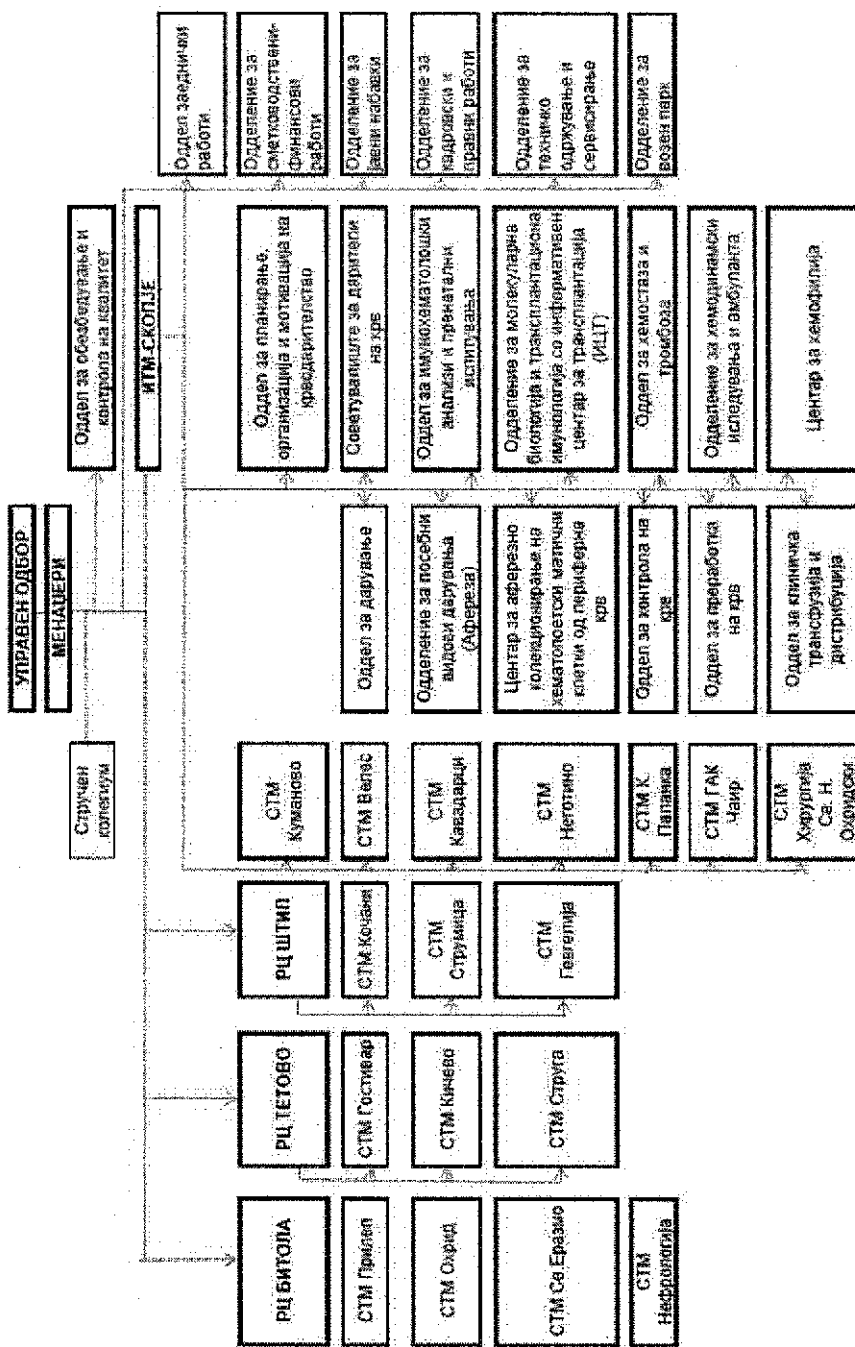 УПРАВЕН ОДБОР
МЕНАЏЕРИ
Стручен
колегиум
Оддел за обезбедување и
контрола на квалитет
ИТМ-СКОПЈЕ
Оддел заеднички
работи
РЦ БИТОЛА
РЦ ТЕТОВО
РЦ ШТИП
СТМ
Куманово
Оддел за планирање,
организација и мотивација на
крводарителство
Одделение за
сметководствени-
финансови
работи
СТМ Прилеп
СТМ Гостивар
СТМ Кочани
СТМ Велес
Оддел за дарување
Советувалиште за дарители
на крв
Одделение за
јавни набавки
СТМ Охрид
СТМ Кичево
СТМ
Струмица
СТМ
Кавадарци
Одделение за посебни
видови дарувања
(Афереза)
Оддел за имунохематолошки
анализи и пренатални
испитувања
Одделение за
кадровски и
правни работи
СТМ Св.Еразмо
СТМ Струга
СТМ
Гевгелија
СТМ
Неготино
Центар за аферезно
колекционирање на
хематопоетски матични
клетки од периферна
крв
Одделение за молекуларна
биологија и трансплантациона
имунологија со информативен
центар за трансплантација
(ИЦТ)
Одделение за
техничко
одржување и
сервисирање
СТМ
Нефрологија
СТМ К.
Паланка
Оддел за контрола на
крв
Оддел за хемостаза и
тромбоза
Одделение за
возен парк
СТМ ГАК
Чаир
Оддел за преработка
на крв
Одделение за хемодинамски
иследувања и амбуланта
СТМ
Хирургија
Св. Н.
Охридски
Оддел за клиничка
трансфузија и
дистрибуција
Центар за хемофилија